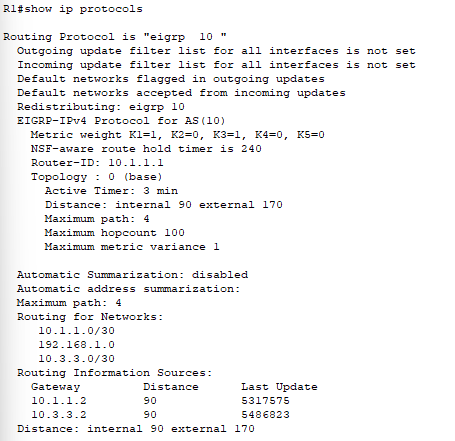 R1#show ip protocols
Routing Protocol is "eigrp  10 "
Outgoing update filter list for all interfaces is not set
Incoming update filter list for all interfaces is not set
Default networks flagged in outgoing updates
Default networks accepted from incoming updates
Redistributing: eigrp 10
EIGRP-IPv4 Protocol for AS(10)
Metric weight K1=1, K2=0, K3=1, K4=0, K5=0
NSF-aware route hold timer is 240
Router-ID: 10.1.1.1
Topology : 0 (base)
Active Timer: 3 min
Distance: internal 90 external 170
Maximum path: 4
Maximum hopcount 100
Maximum metric variance 1
Automatic Summarization: disabled
Automatic address summarization:
Maximum path: 4
Routing for Networks:
10.1.1.0/30
192.168.1.0
10.3.3.0/30
Routing Information Sources:
Gateway Distance Last Update
10.1.1.2 90 5317575
10.3.3.2 90 5486823
Distance: internal 90 external 170